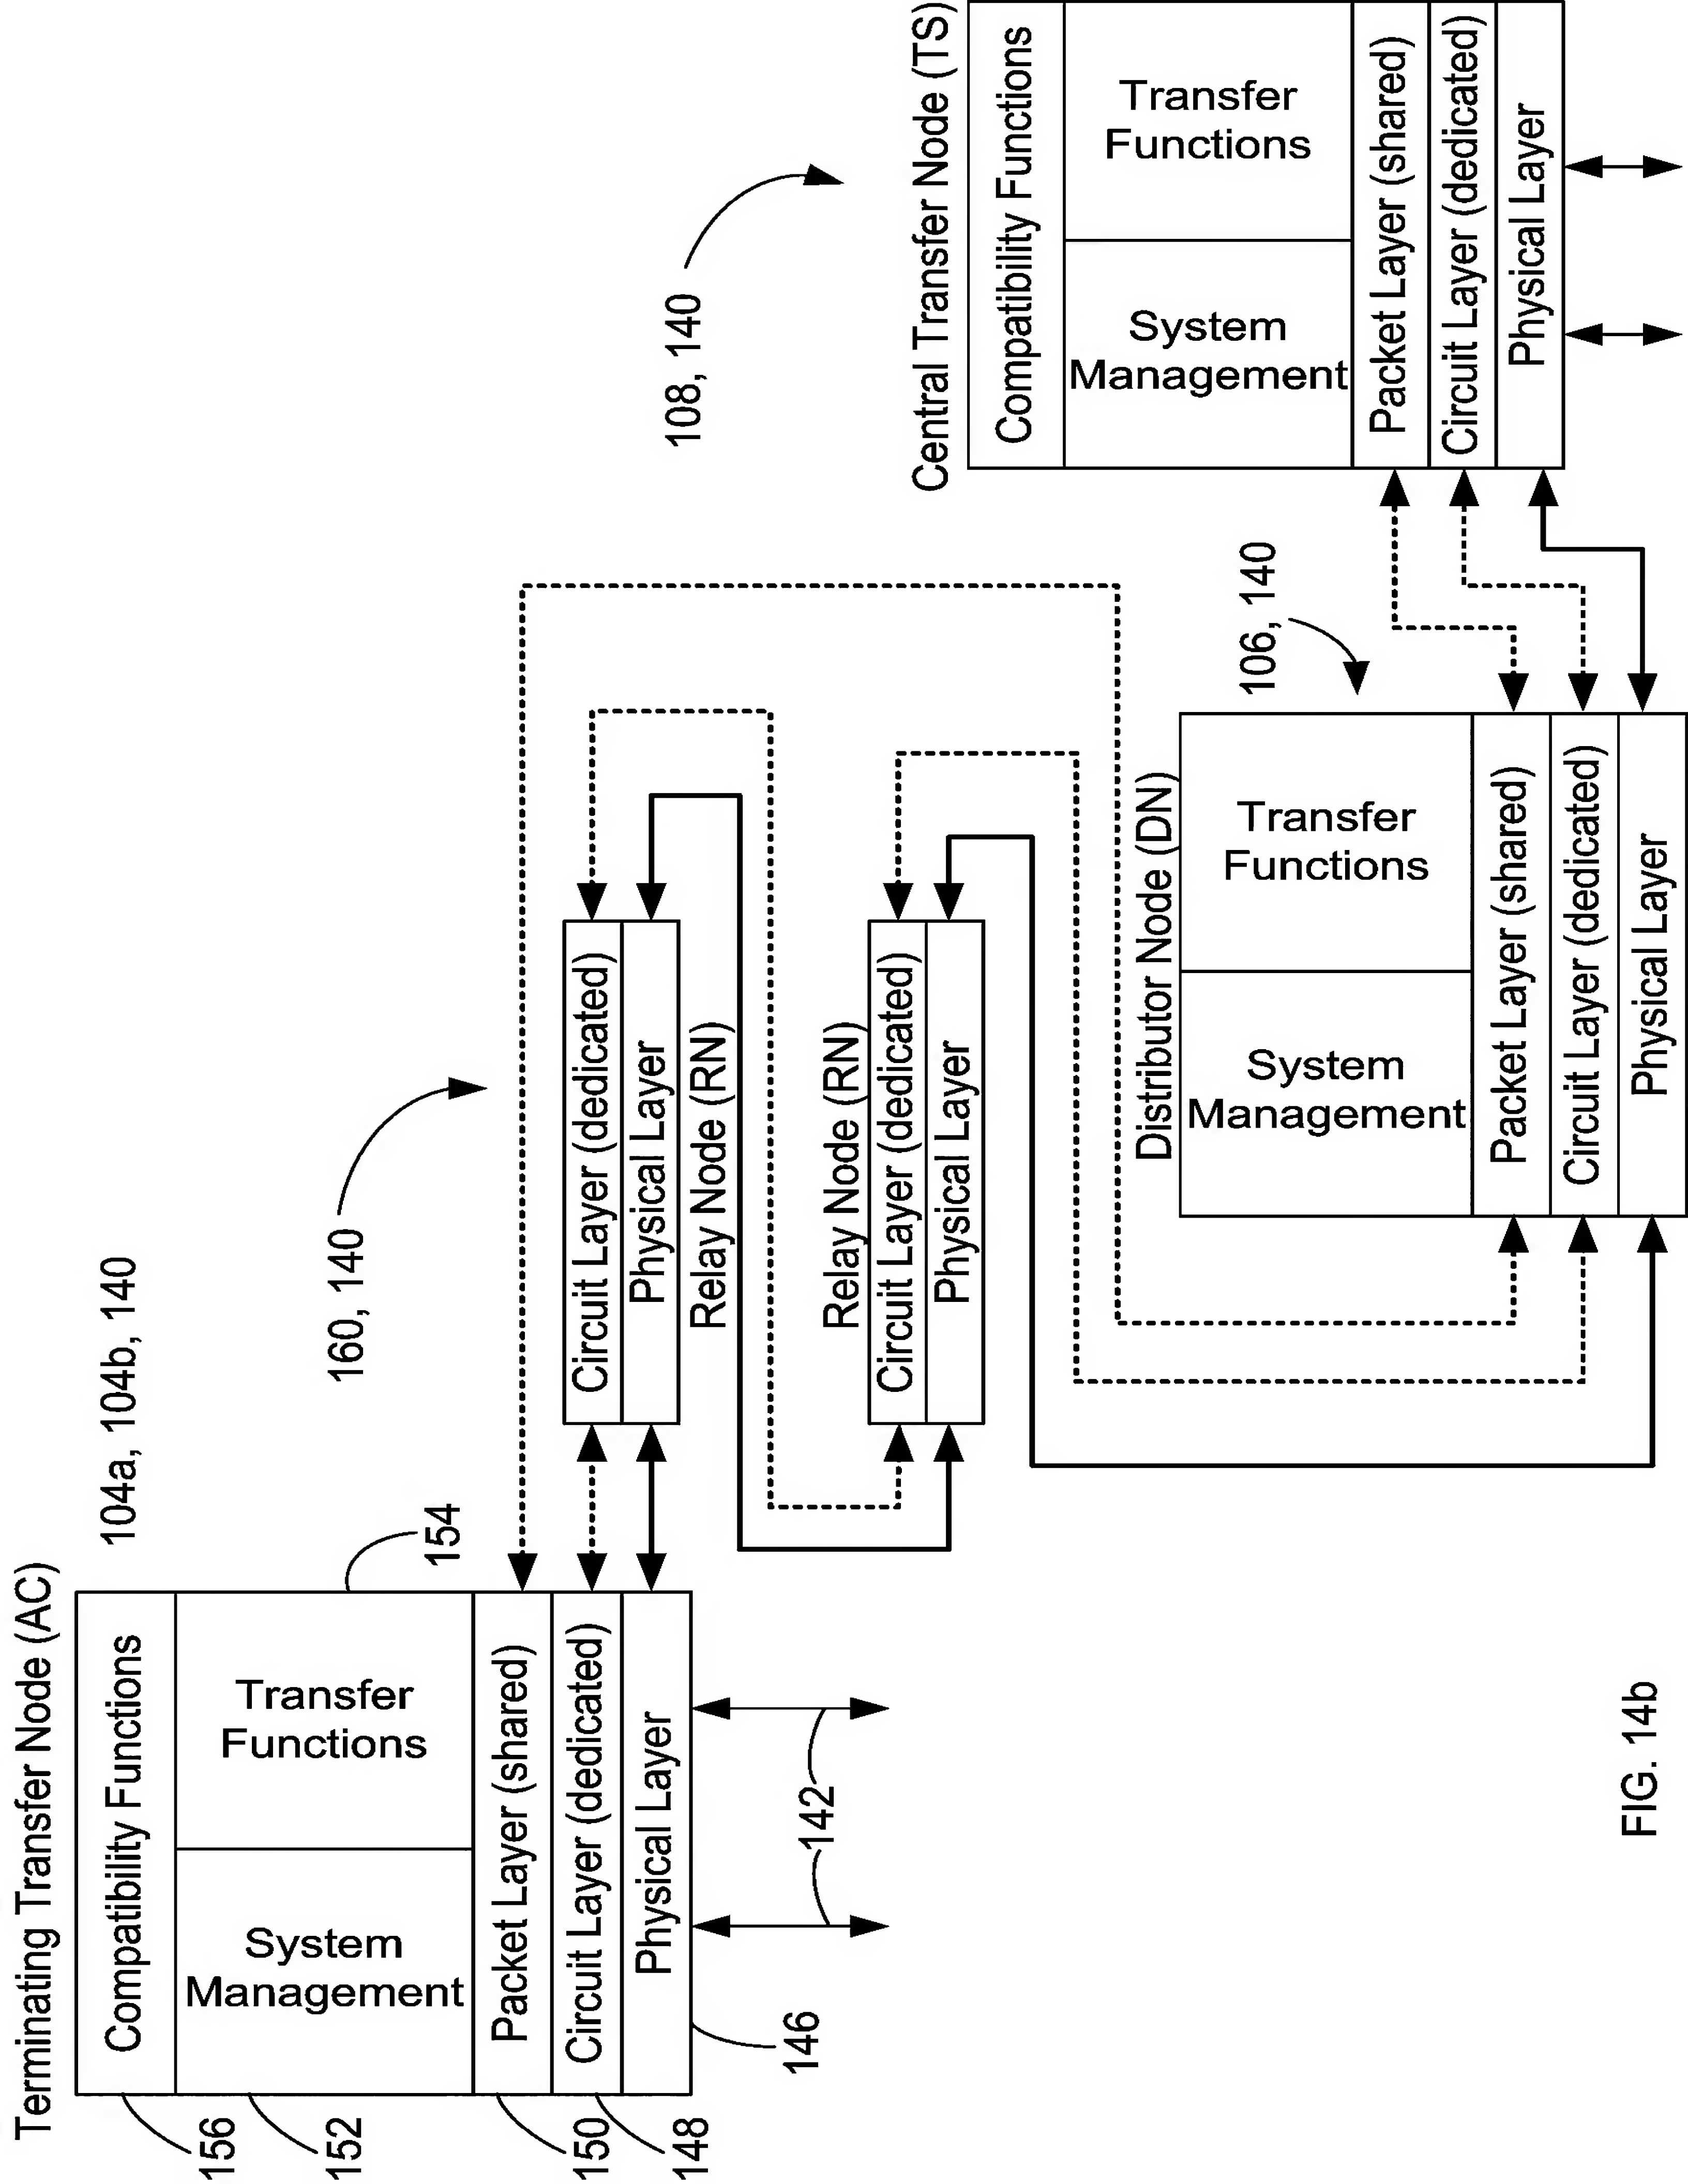 Terminating Transfer Node (AC)
104a, 104b, 140
Compatibility Functions
System
Management
Transfer
Functions
Packet Layer (shared)
Circuit Layer (dedicated)
Physical Layer
156
152
150
148
146
154
142
160, 140
Circuit Layer (dedicated)
Physical Layer
Relay Node (RN)
Relay Node (RN)
Circuit Layer (dedicated)
Physical Layer
106, 140
Distributor Node (DN)
System
Management
Transfer
Functions
Packet Layer (shared)
Circuit Layer (dedicated)
Physical Layer
108, 140
Central Transfer Node (TS)
Compatibility Functions
System
Management
Transfer
Functions
Packet Layer (shared)
Circuit Layer (dedicated)
Physical Layer
FIG. 14b